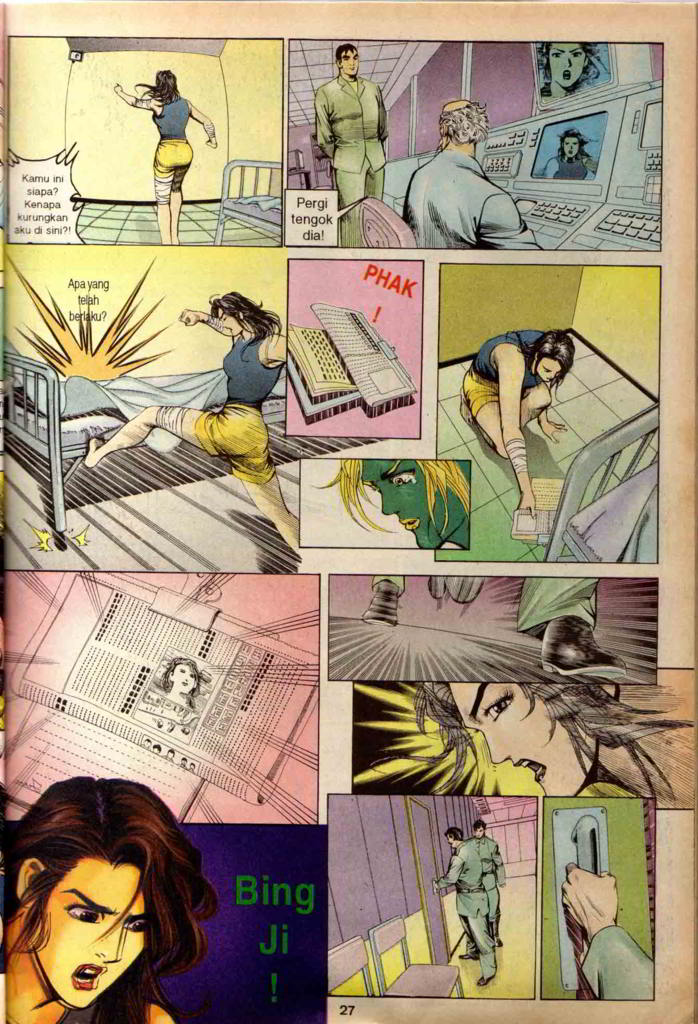 Kamu ini
siapa?
Kenapa
kurungkan
aku di sini?!
Pergi
tengok
dia!
Apa yang
telah
berlaku?
PHAK
!
Bing
Ji
!
27